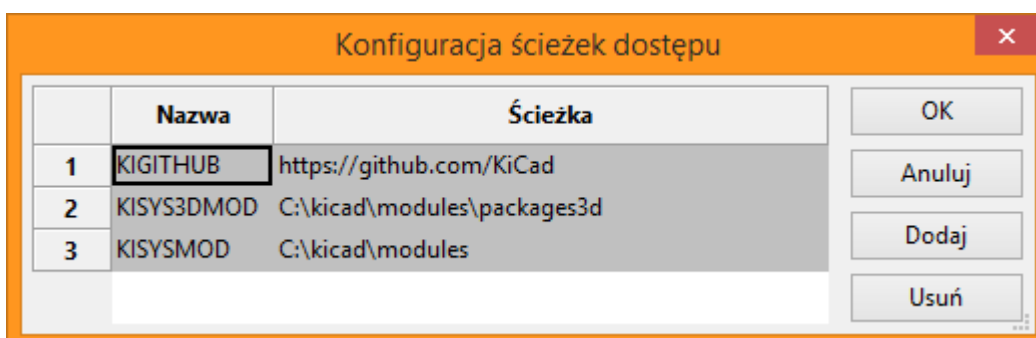 Konfiguracja ścieżek dostępu
Nazwa Ścieżka
1 KIGITHUB https://github.com/KiCad
2 KISYS3DMOD C:\kicad\modules\packages3d
3 KISYSMOD C:\kicad\modules
OK
Anuluj
Dodaj
Usuń